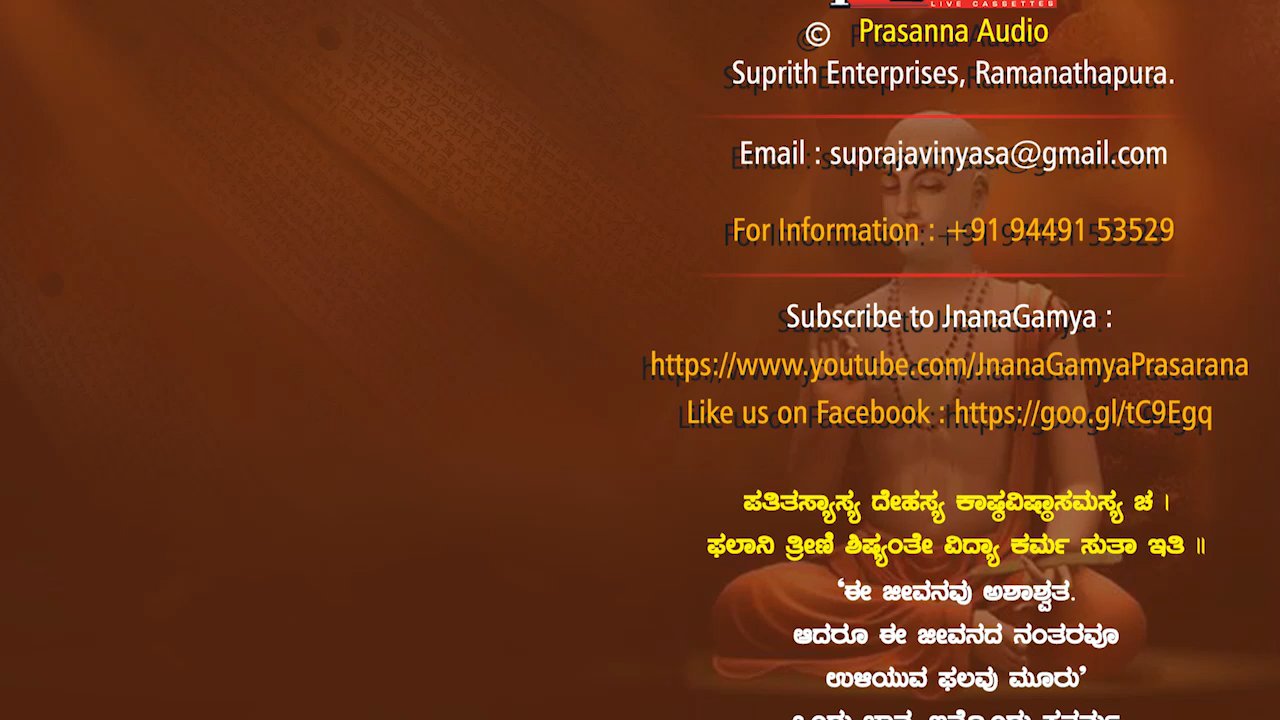 LIVE CASSETTES
© Prasanna Audio
Suprith Enterprises, Ramanathapura.
Email : suprajavinyasa@gmail.com
For Information : +91 94491 53529
Subscribe to JnanaGamya :
https://www.youtube.com/JnanaGamyaPrasarana
Like us on Facebook : https://goo.gl/tC9Egq
ಪತಿತಸ್ಯಾಸ್ಯ ದೇಹಸ್ಯ ಕಾಷ್ಠವಿಷ್ಠಾಸಮಸ್ಯ ಚ ।
ಫಲಾನಿ ತ್ರೀಣಿ ಶಿಷ್ಯಂತೇ ವಿದ್ಯಾ ಕರ್ಮ ಸುತಾ ಇತಿ ॥
‘ಈ ಜೀವನವು ಅಶಾಶ್ವತ.
ಆದರೂ ಈ ಜೀವನದ ನಂತರವೂ
ಉಳಿಯುವ ಫಲವು ಮೂರು’